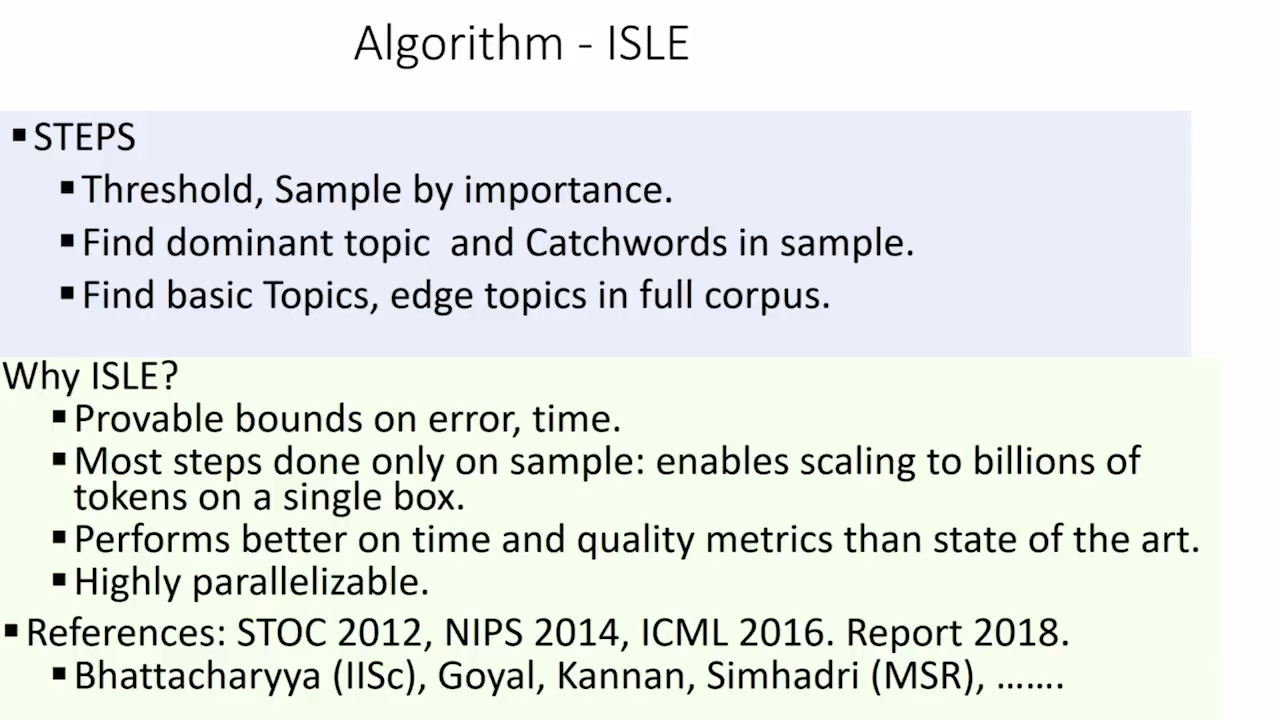 Algorithm - ISLE
▪ STEPS
▪ Threshold, Sample by importance.
▪ Find dominant topic and Catchwords in sample.
▪ Find basic Topics, edge topics in full corpus.
Why ISLE?
▪ Provable bounds on error, time.
▪ Most steps done only on sample: enables scaling to billions of
tokens on a single box.
▪ Performs better on time and quality metrics than state of the art.
▪ Highly parallelizable.
▪ References: STOC 2012, NIPS 2014, ICML 2016. Report 2018.
▪ Bhattacharyya (IISc), Goyal, Kannan, Simhadri (MSR), …….